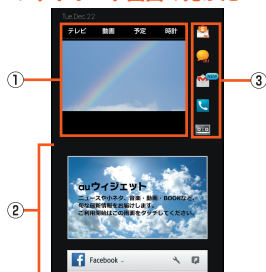 Tue.Dec.22
テレビ 動画 予定 時計
①
③
②
auウィジェット
ニュースや小ネタ、音楽・動画・BOOKなど、
旬な最新情報をお届けします。
ご利用開始はこの画面をタッチしてください。
Facebook